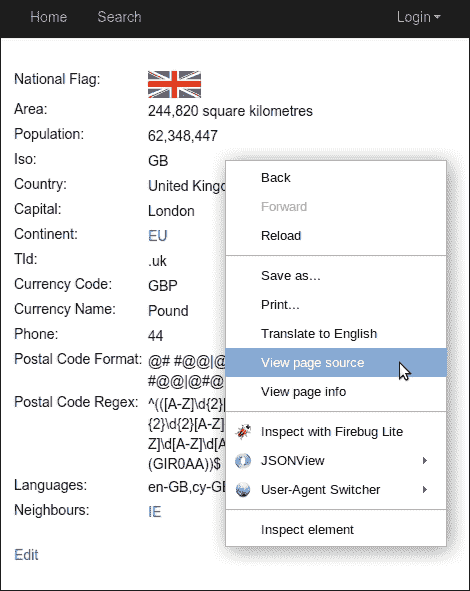 Home Search Login
National Flag:
Area: 244,820 square kilometres
Population: 62,348,447
Iso: GB
Country: United Kingd
Capital: London
Continent: EU
Tld: .uk
Currency Code: GBP
Currency Name: Pound
Phone: 44
Postal Code Format: @# #@@|@
#@@|@#@
Postal Code Regex: ^(([A-Z]\d{2}[
{2}\d{2}[A-Z]
Z]\d[A-Z]\d[A
(GIR0AA))$
Languages: en-GB,cy-GB
Neighbours: IE
Edit
Back
Forward
Reload
Save as...
Print...
Translate to English
View page source
View page info
Inspect with Firebug Lite
JSONView
User-Agent Switcher
Inspect element